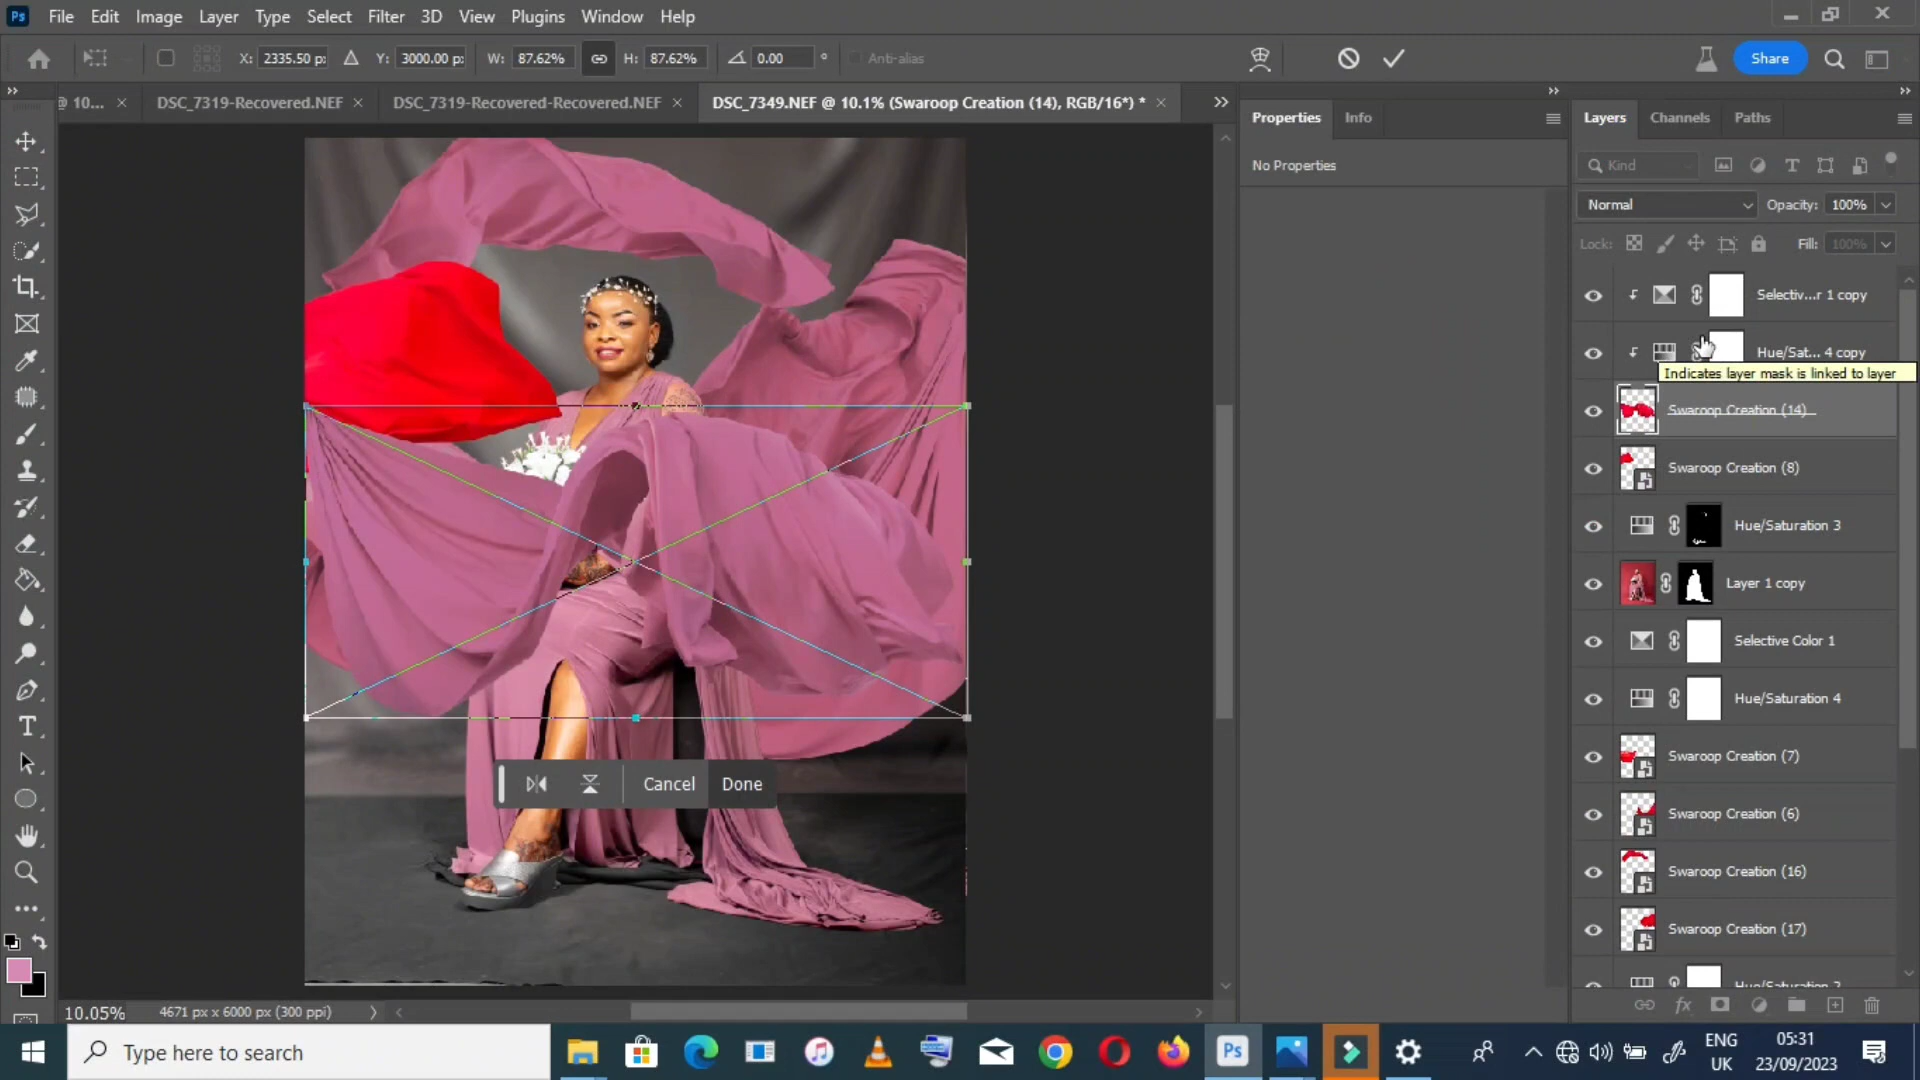 Ps File Edit Image Layer Type Select Filter 3D View Plugins Window Help
X: 2335.50 p: Y: 3000.00 p: W: 87.62% H: 87.62% 0.00 ° Anti-alias Share
@ 10... × DSC_7319-Recovered.NEF × DSC_7319-Recovered-Recovered.NEF × DSC_7349.NEF @ 10.1% (Swaroop Creation (14), RGB/16*) * ×
Properties Info
No Properties
Layers Channels Paths
Kind
Normal Opacity: 100%
Lock: Fill: 100%
Selectiv...r 1 copy
Hue/Sat... 4 copy
Indicates layer mask is linked to layer
Swaroop Creation (14)
Swaroop Creation (8)
Hue/Saturation 3
Layer 1 copy
Selective Color 1
Hue/Saturation 4
Swaroop Creation (7)
Swaroop Creation (6)
Swaroop Creation (16)
Swaroop Creation (17)
Hue/Saturation 2
Cancel Done
10.05% 4671 px x 6000 px (300 ppi)
Type here to search
Ps
ENG
UK
05:31
23/09/2023